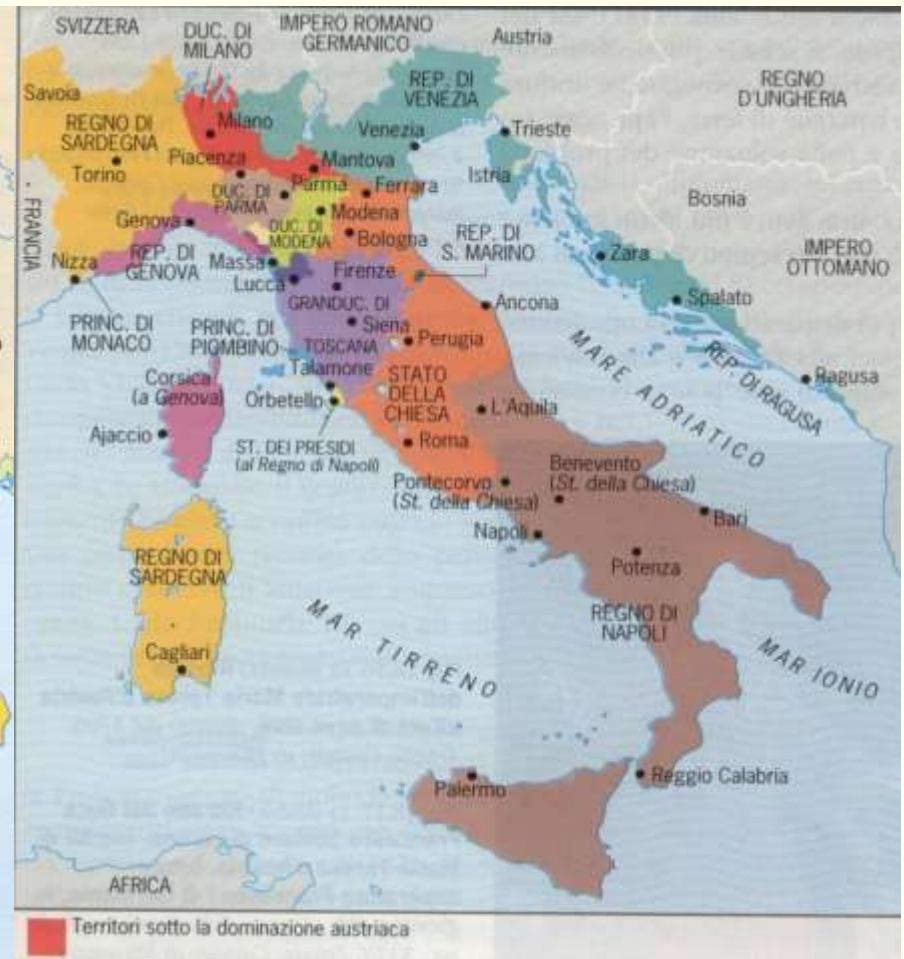 SVIZZERA
DUC. DI
MILANO
IMPERO ROMANO
GERMANICO
Austria
REP. DI
VENEZIA
REGNO
D'UNGHERIA
Savoia
REGNO DI
SARDEGNA
Torino
Milano
Venezia
Trieste
Piacenza
Mantova
Istria
DUC. DI
PARMA
Parma
Ferrara
Bosnia
FRANCIA
Genova
DUC. DI
MODENA
Modena
Bologna
REP. DI
S. MARINO
IMPERO
OTTOMANO
Nizza
REP. DI
GENOVA
Massa
Lucca
Firenze
Zara
GRANDUC. DI
TOSCANA
Siena
Ancona
Spalato
PRINC. DI
MONACO
PRINC. DI
PIOMBINO
Perugia
MARE ADRIATICO
REP. DI RAGUSA
Ragusa
Corsica
(a Genova)
Talamone
STATO
DELLA
CHIESA
Orbetello
L'Aquila
Ajaccio
ST. DEI PRESIDI
(al Regno di Napoli)
Roma
Benevento
(St. della Chiesa)
Pontecorvo
(St. della Chiesa)
Bari
Napoli
REGNO DI
SARDEGNA
Potenza
MAR TIRRENO
REGNO DI
NAPOLI
MAR IONIO
Cagliari
Palermo
Reggio Calabria
AFRICA
Territori sotto la dominazione austriaca